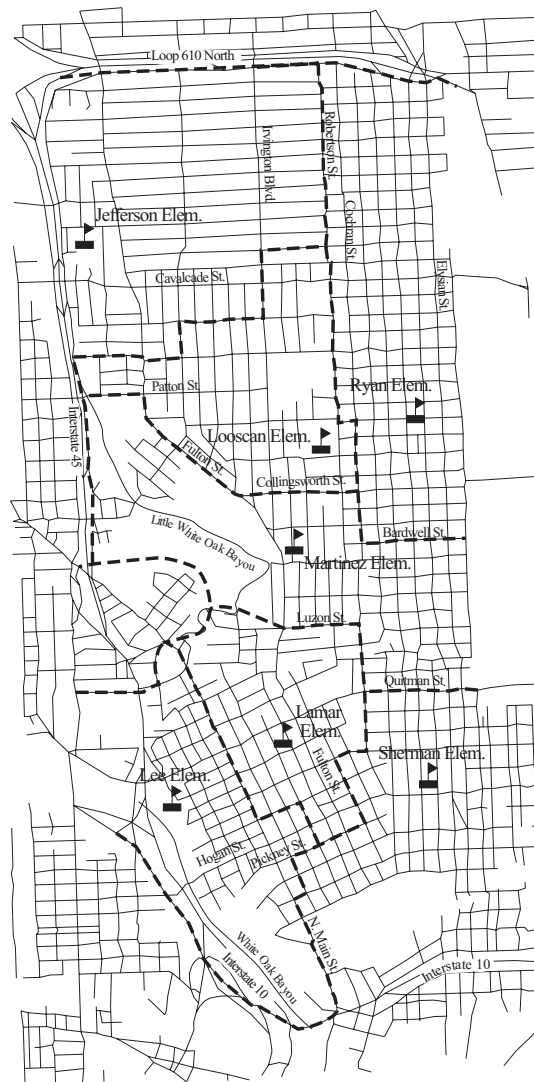 Loop 610 North
Irvington Blvd.
Robertson S.
Cochran St.
Elysian St.
Jefferson Elem.
Cavalcade St.
Patton St.
Ryan Elem.
Interstate 45
Looscan Elem.
Fulton St.
Collingsworth St.
Little White Oak Bayou
Bardwell St.
Martinez Elem.
Luzon St.
Qurtman St.
Lamar
Elem.
Fulton St.
Sherman Elem.
Lee Elem.
Hogan St.
Pickney St.
N. Main St.
White Oak Bayou
Interstate 10
Interstate 10